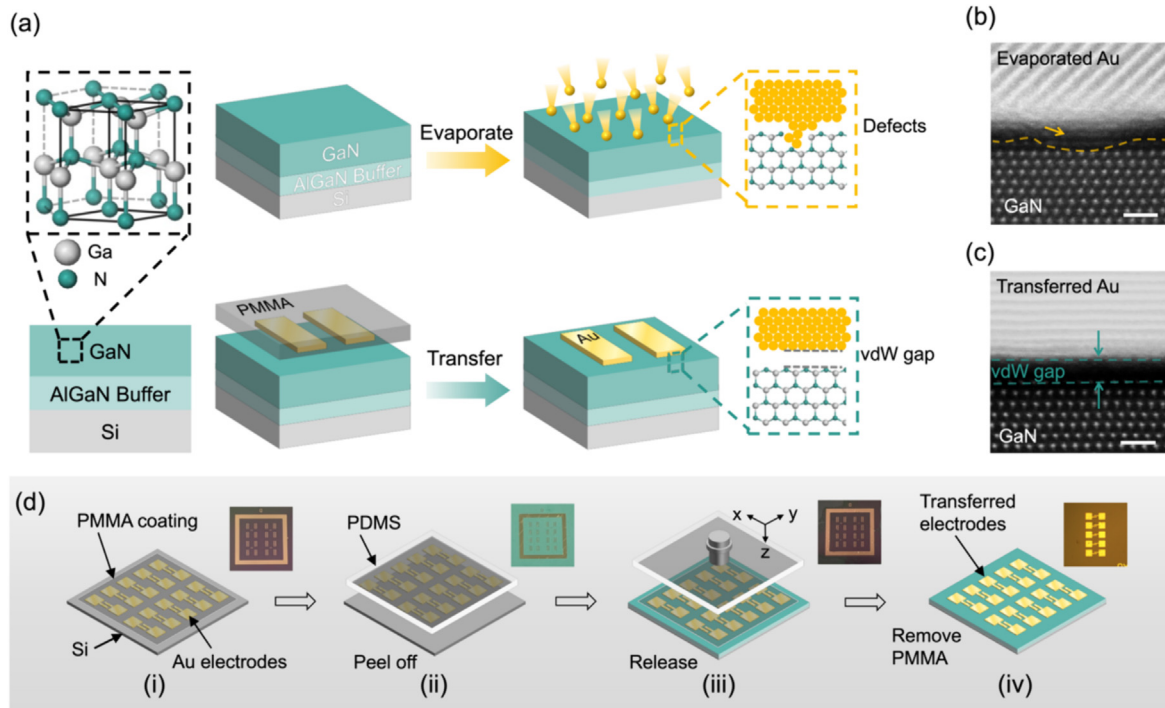 (a)
GaN
AlGaN Buffer
Si
Evaporate
Defects
Ga
N
GaN
AlGaN Buffer
Si
PMMA
Transfer
Au
vdW gap
(b)
Evaporated Au
GaN
(c)
Transferred Au
vdW gap
GaN
(d)
PMMA coating
Si
Au electrodes
(i)
PDMS
Peel off
(ii)
x
y
z
Release
(iii)
Transferred
electrodes
Remove
PMMA
(iv)